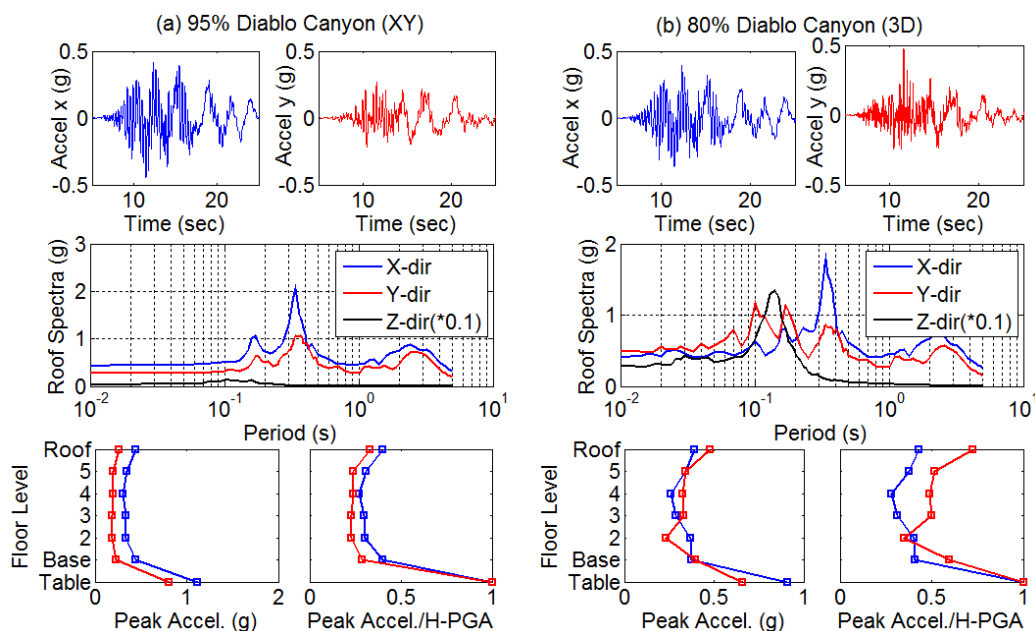 (a) 95% Diablo Canyon (XY)
(b) 80% Diablo Canyon (3D)
Accel x (g)
0.5
0
-0.5
10 20
Time (sec)
Accel y (g)
0.5
0
-0.5
10 20
Time (sec)
Accel x (g)
0.5
0
-0.5
10 20
Time (sec)
Accel y (g)
0.5
0
-0.5
10 20
Time (sec)
Roof Spectra (g)
3
2
1
0
X-dir
Y-dir
Z-dir(*0.1)
10^-2 10^-1 10^0 10^1
Period (s)
Roof Spectra (g)
2
1
0
X-dir
Y-dir
Z-dir(*0.1)
10^-2 10^-1 10^0 10^1
Period (s)
Floor Level
Roof
5
4
3
2
Base
Table
0 1 2
Peak Accel. (g)
0 0.5 1
Peak Accel./H-PGA
Floor Level
Roof
5
4
3
2
Base
Table
0 0.5 1
Peak Accel. (g)
0 0.5 1
Peak Accel./H-PGA